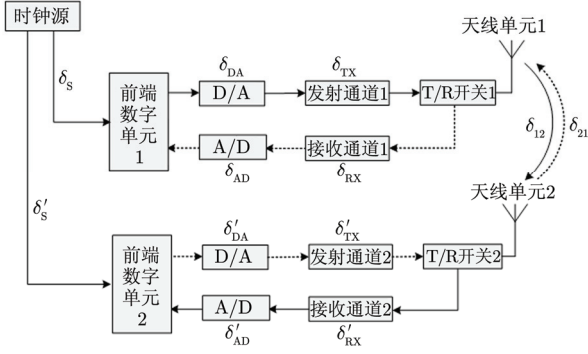 时钟源
天线单元1
δS
δDA
δTX
前端
数字
单元
1
D/A
发射通道1
T/R开关1
A/D
接收通道1
δAD
δRX
δ12
δ21
天线单元2
δ′S
δ′DA
δ′TX
前端
数字
单元
2
D/A
发射通道2
T/R开关2
A/D
接收通道2
δ′AD
δ′RX